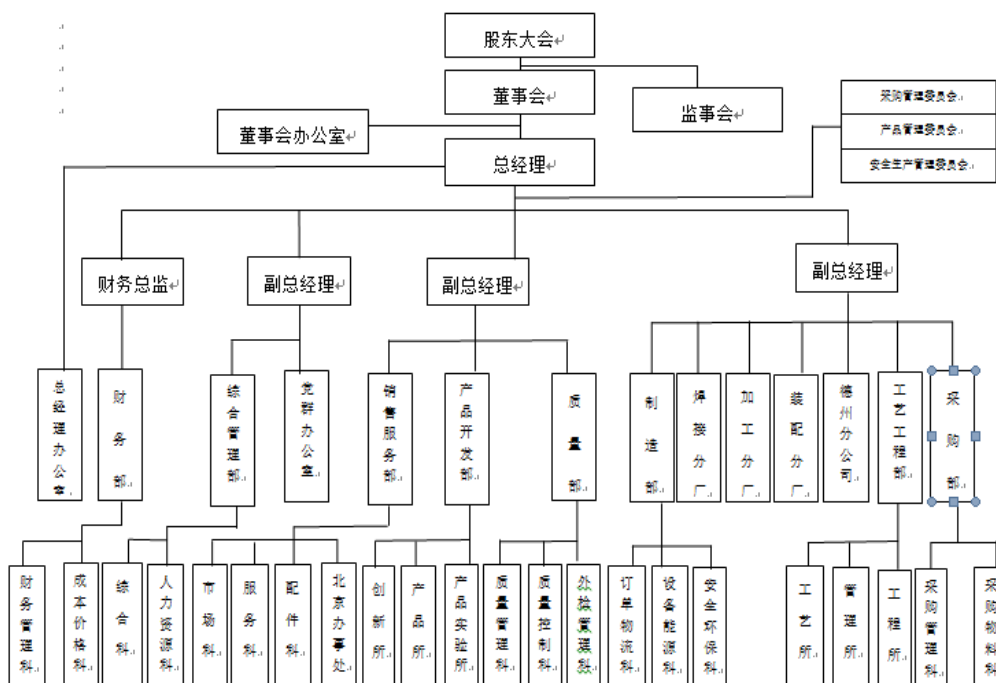 股东大会
董事会
监事会
采购管理委员会
产品管理委员会
安全生产管理委员会
董事会办公室
总经理
财务总监
副总经理
副总经理
副总经理
总经理办公室
财务部
综合管理部
党群办公室
销售服务部
产品开发部
质量部
制造部
焊接分厂
加工分厂
装配分厂
德州分公司
工艺工程部
采购部
财务管理科
成本价格科
综合科
人力资源科
市场科
服务科
配件科
北京办事处
创新所
产品所
产品实验所
质量管理科
质量控制科
外检管理科
订单物流科
设备能源科
安全环保科
工艺所
管理所
工程所
采购管理科
采购物料科